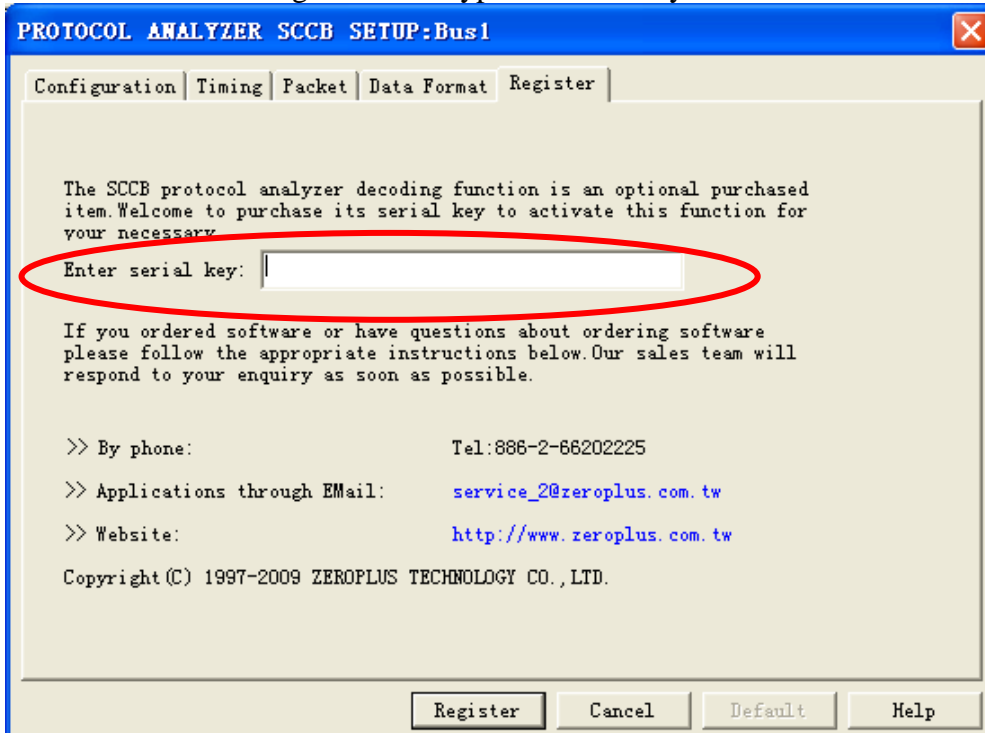 PROTOCOL ANALYZER SCCB SETUP:Bus1
Configuration Timing Packet Data Format Register
The SCCB protocol analyzer decoding function is an optional purchased
item.Welcome to purchase its serial key to activate this function for
your necessary
Enter serial key:
If you ordered software or have questions about ordering software
please follow the appropriate instructions below.Our sales team will
respond to your enquiry as soon as possible.
>> By phone: Tel:886-2-66202225
>> Applications through EMail: service_2@zeroplus.com.tw
>> Website: http://www.zeroplus.com.tw
Copyright(C) 1997-2009 ZEROPLUS TECHNOLOGY CO.,LTD.
Register Cancel Default Help